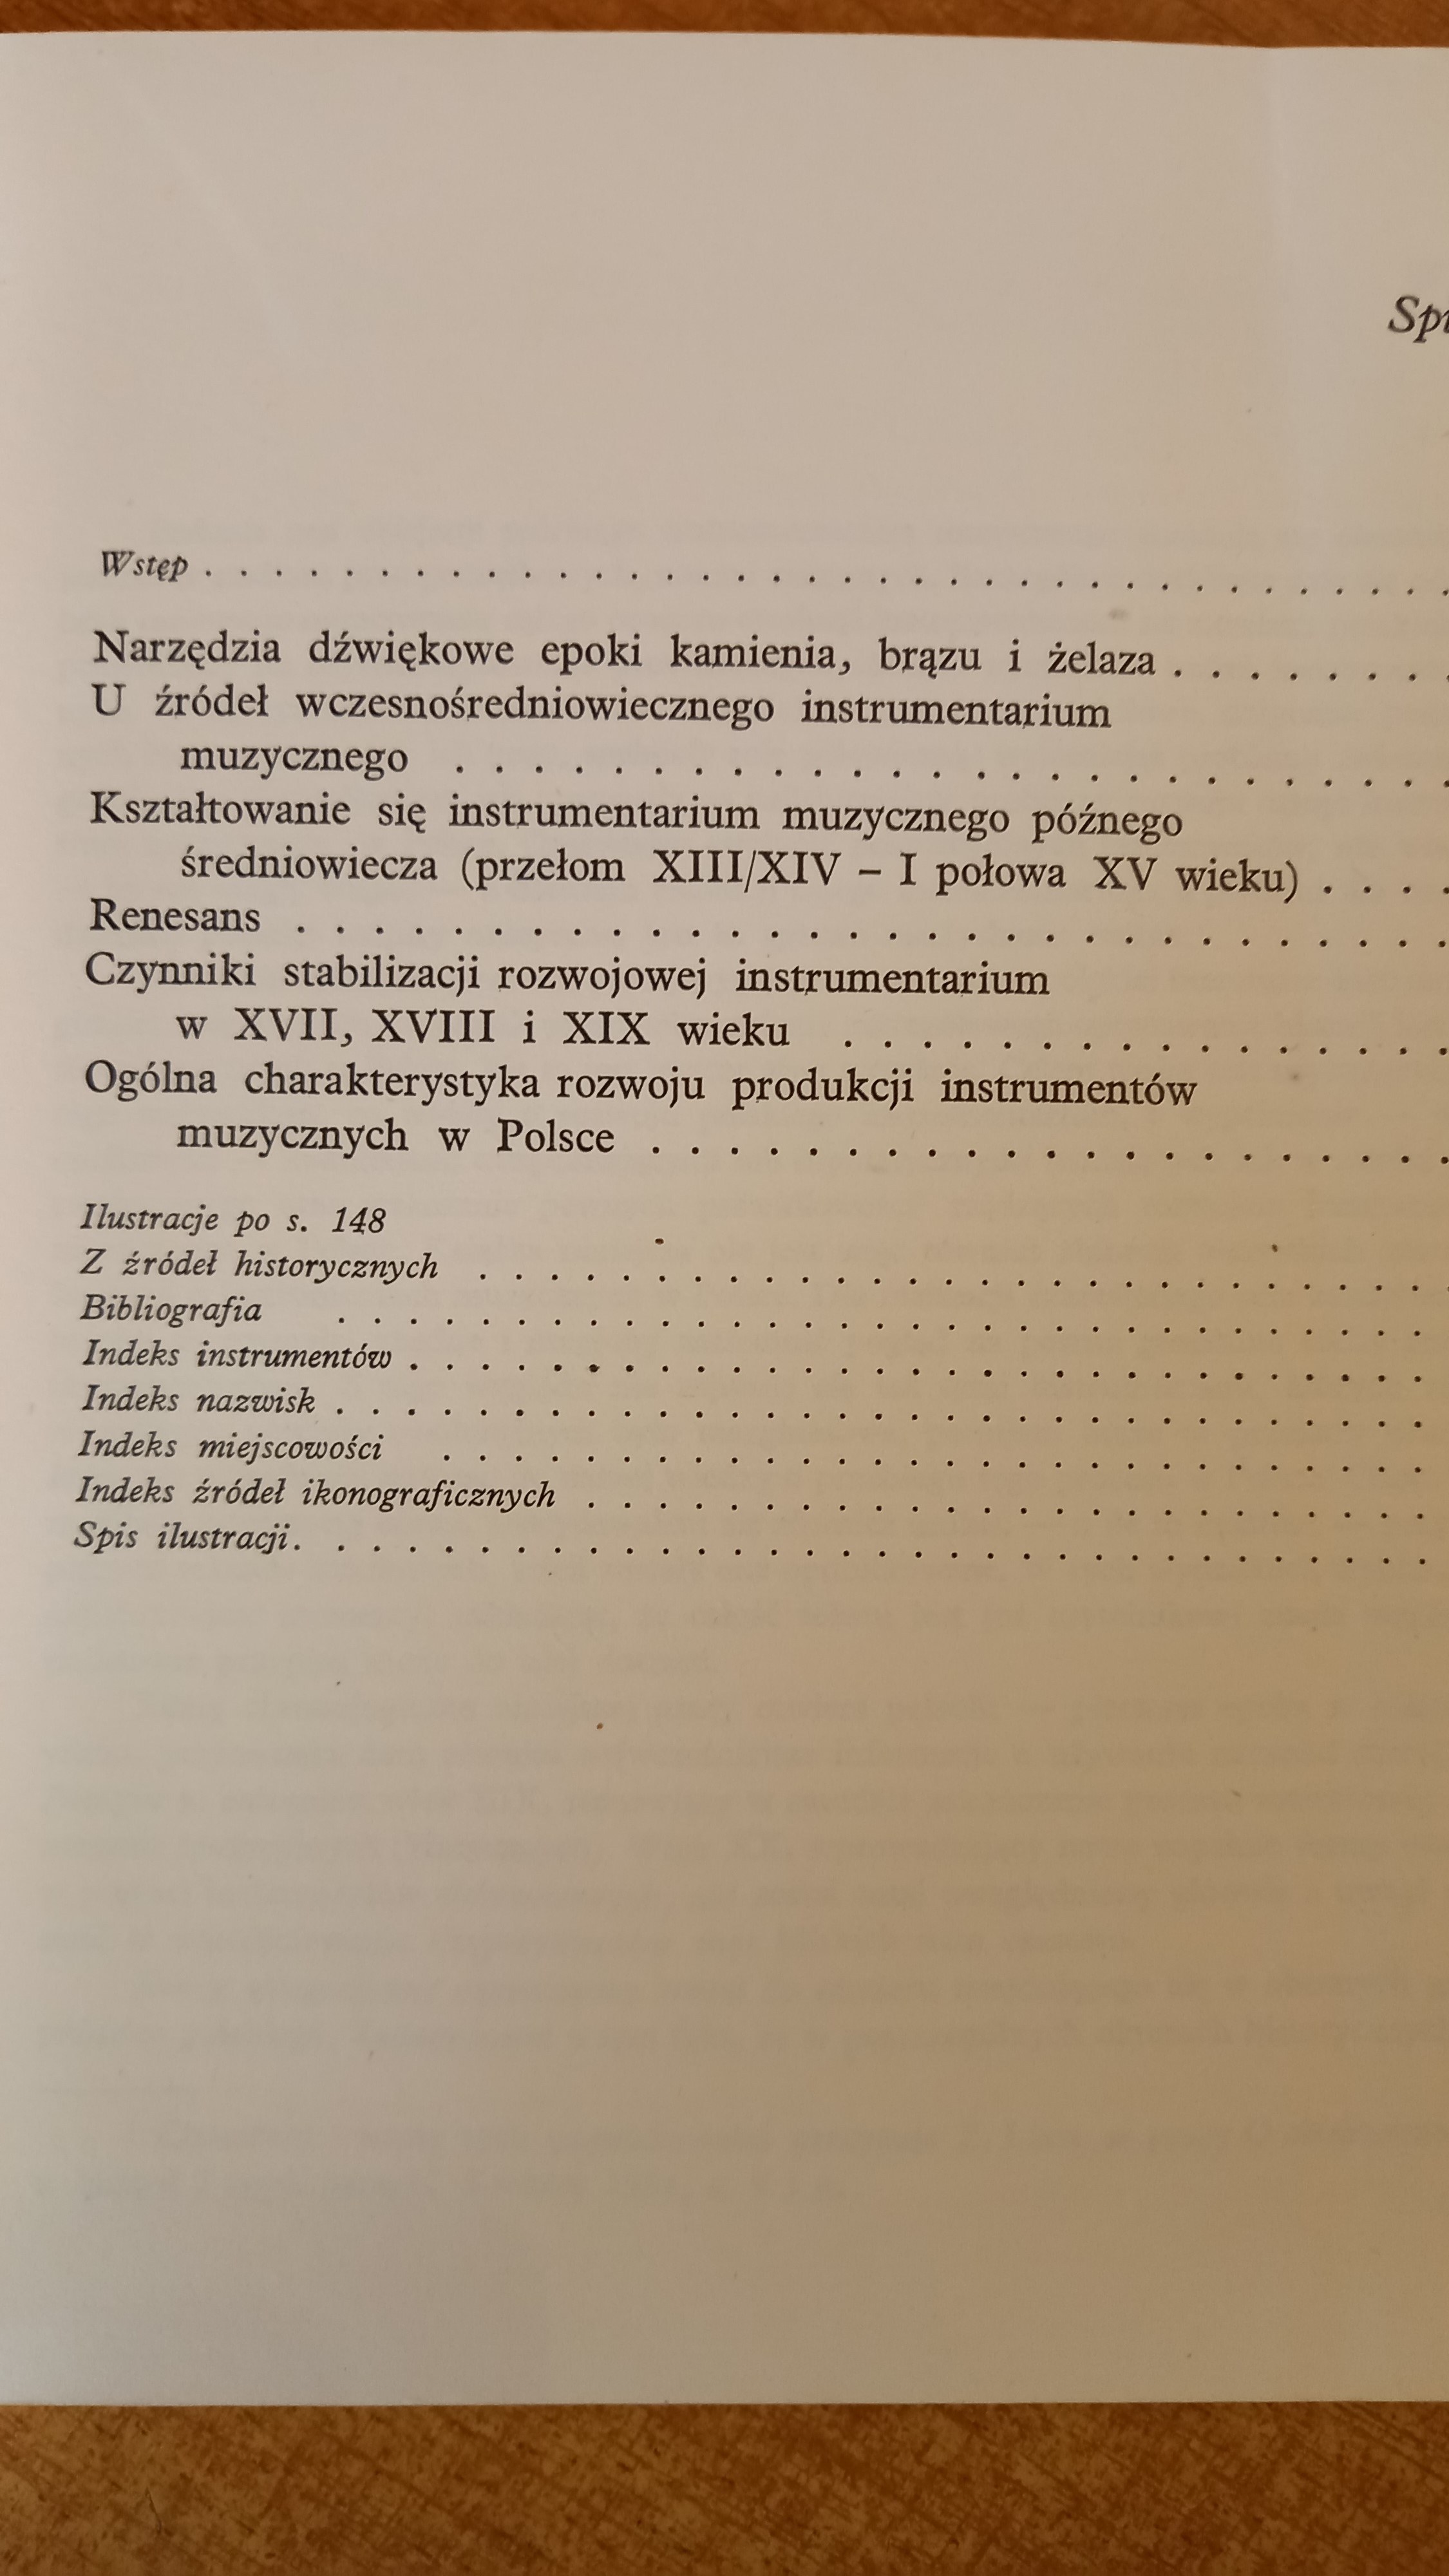 Wstęp . . . . . . . . . . . . . . . . . . . . . . . . . . . . . . . . . . . .
Narzędzia dźwiękowe epoki kamienia, brązu i żelaza . . . . . . . .
U źródeł wczesnośredniowiecznego instrumentarium
muzycznego . . . . . . . . . . . . . . . . . . . . . . . . . .
Kształtowanie się instrumentarium muzycznego późnego
średniowiecza (przełom XIII/XIV – I połowa XV wieku) . . . .
Renesans . . . . . . . . . . . . . . . . . . . . . . . . . . . . . .
Czynniki stabilizacji rozwojowej instrumentarium
w XVII, XVIII i XIX wieku . . . . . . . . . . . . . . . .
Ogólna charakterystyka rozwoju produkcji instrumentów
muzycznych w Polsce . . . . . . . . . . . . . . . . . . . . .
Ilustracje po s. 148
Z źródeł historycznych . . . . . . . . . . . . . . . . . . . . . . . . . . . .
Bibliografia . . . . . . . . . . . . . . . . . . . . . . . . . . . . . . .
Indeks instrumentów . . . . . . . . . . . . . . . . . . . . . . . . . . . . .
Indeks nazwisk . . . . . . . . . . . . . . . . . . . . . . . . . . . . . . .
Indeks miejscowości . . . . . . . . . . . . . . . . . . . . . . . . . . . .
Indeks źródeł ikonograficznych . . . . . . . . . . . . . . . . . . . . . . . .
Spis ilustracji. . . . . . . . . . . . . . . . . . . . . . . . . . . . . . . .